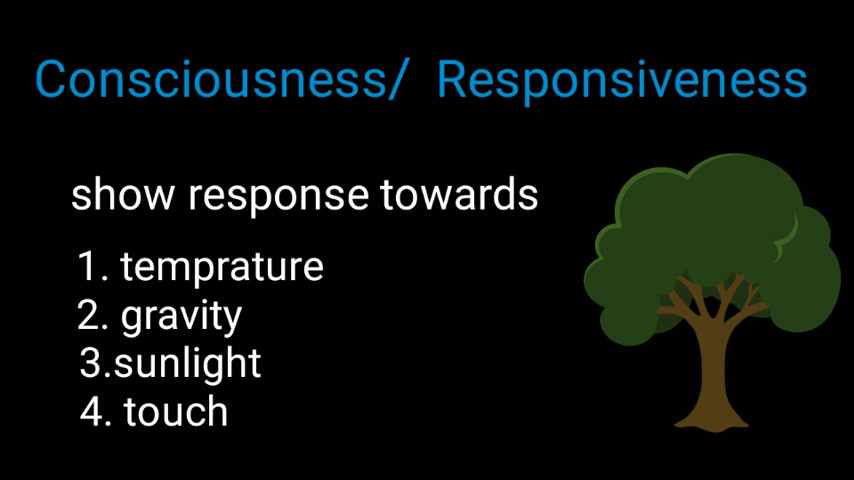 Consciousness/ Responsiveness
show response towards
1. temprature
2. gravity
3.sunlight
4. touch